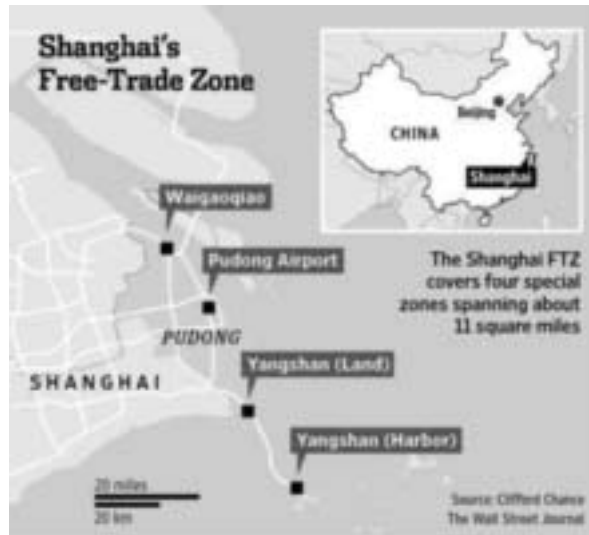 Shanghai's
Free-Trade Zone
Beijing
CHINA
Shanghai
Waigaoqiao
Pudong Airport
The Shanghai FTZ
covers four special
zones spanning about
11 square miles
PUDONG
Yangshan (Land)
SHANGHAI
Yangshan (Harbor)
20 miles
20 km
Source: Clifford Chance
The Wall Street Journal